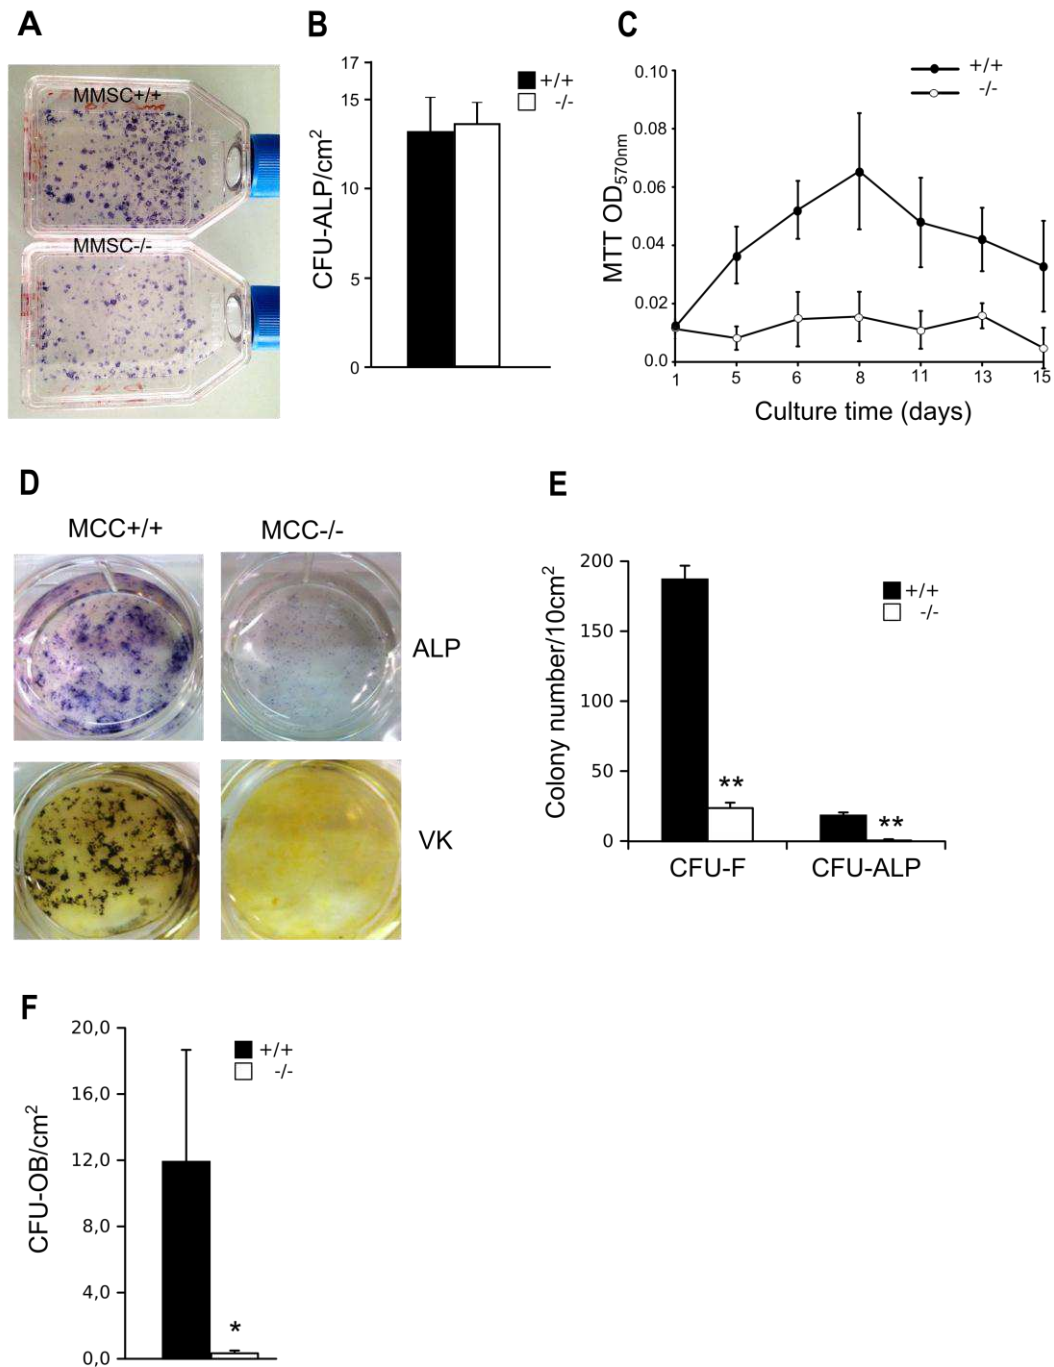 A
MMSC+/+
MMSC-/-
B
CFU-ALP/cm²
17
15
10
5
0
+/+
-/-
C
MTT OD570nm
0.10
0.08
0.06
0.04
0.02
0.0
1 5 6 8 11 13 15
Culture time (days)
+/+
-/-
D
MCC+/+ MCC-/-
ALP
VK
E
Colony number/10cm²
200
150
100
50
0
+/+
-/-
**
**
CFU-F CFU-ALP
F
CFU-OB/cm²
20,0
16,0
12,0
8,0
4,0
0,0
+/+
-/-
*